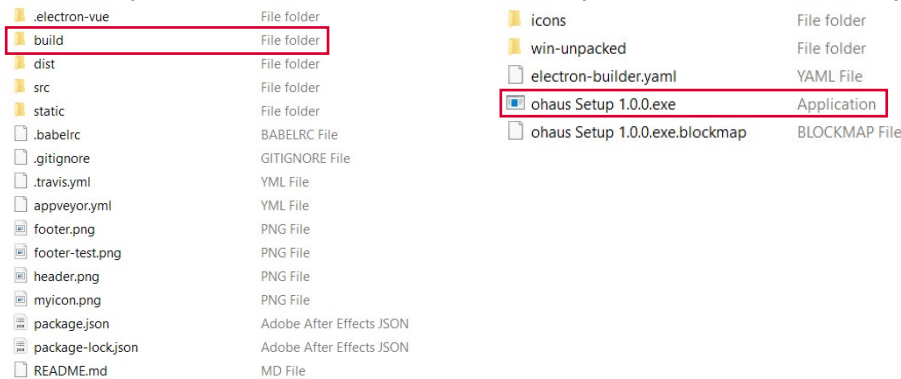 .electron-vue File folder
build File folder
dist File folder
src File folder
static File folder
.babelrc BABELRC File
.gitignore GITIGNORE File
.travis.yml YML File
appveyor.yml YML File
footer.png PNG File
footer-test.png PNG File
header.png PNG File
myicon.png PNG File
package.json Adobe After Effects JSON
package-lock.json Adobe After Effects JSON
README.md MD File
icons File folder
win-unpacked File folder
electron-builder.yaml YAML File
ohaus Setup 1.0.0.exe Application
ohaus Setup 1.0.0.exe.blockmap BLOCKMAP File